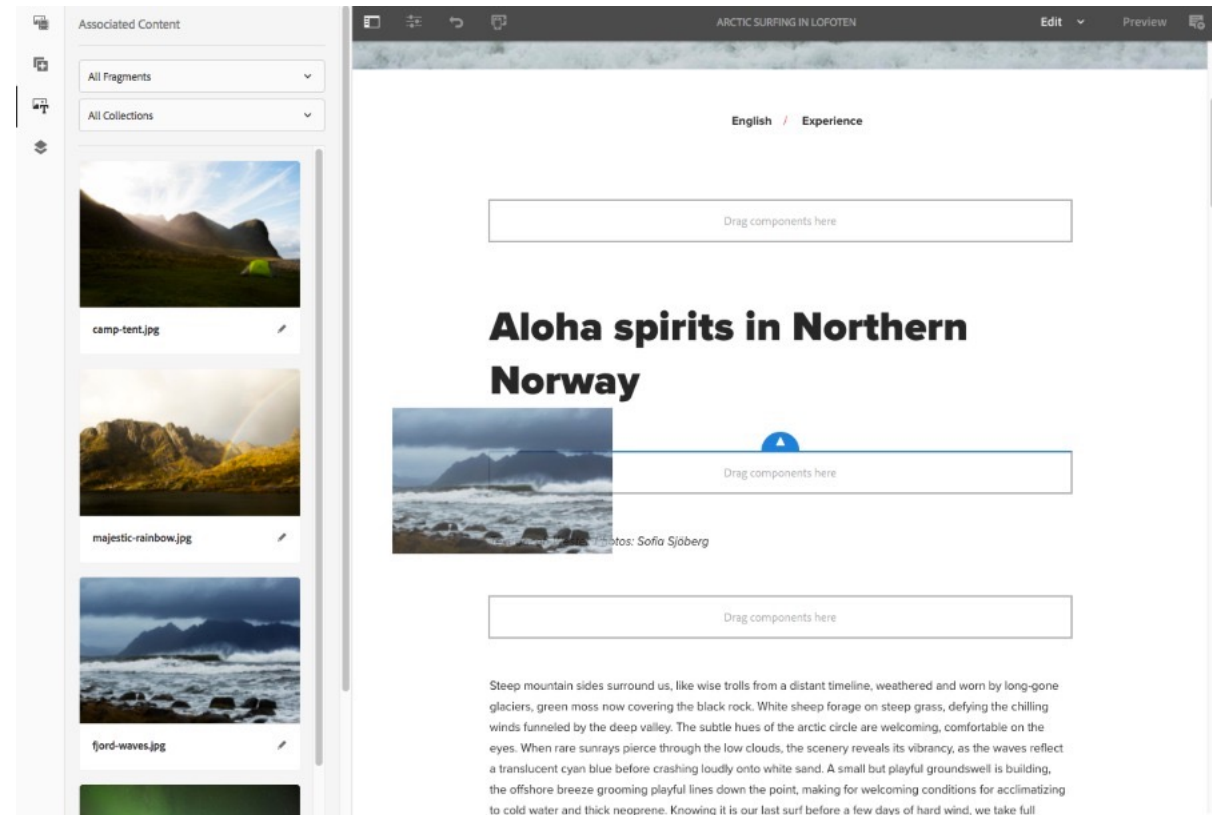 Associated Content
All Fragments
All Collections
camp-tent.jpg
majestic-rainbow.jpg
fjord-waves.jpg
ARCTIC SURFING IN LOFOTEN
Edit
Preview
English / Experience
Drag components here
Aloha spirits in Northern
Norway
Drag components here
Photos: Sofia Sjöberg
Drag components here
Steep mountain sides surround us, like wise trolls from a distant timeline, weathered and worn by long-gone
glaciers, green moss now covering the black rock. White sheep forage on steep grass, defying the chilling
winds funneled by the deep valley. The subtle hues of the arctic circle are welcoming, comfortable on the
eyes. When rare sunrays pierce through the low clouds, the scenery reveals its vibrancy, as the waves reflect
a translucent cyan blue before crashing loudly onto white sand. A small but playful groundswell is building,
the offshore breeze grooming playful lines down the point, making for welcoming conditions for acclimatizing
to cold water and thick neoprene. Knowing it is our last surf before a few days of hard wind, we take full